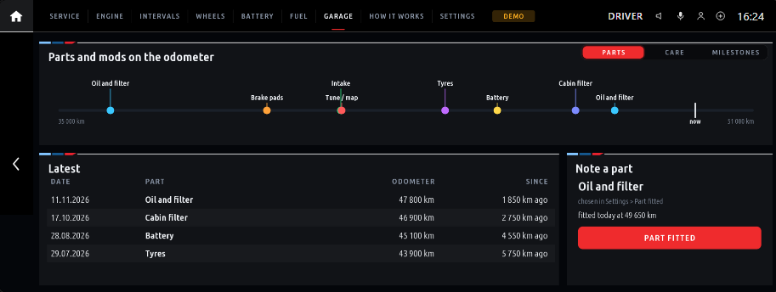 SERVICE ENGINE INTERVALS WHEELS BATTERY FUEL GARAGE HOW IT WORKS SETTINGS DEMO DRIVER 16:24
Parts and mods on the odometer
PARTS CARE MILESTONES
Oil and filter Intake Tyres Cabin filter
Brake pads Tune / map Battery Oil and filter
35 000 km now 51 000 km
Latest
DATE PART ODOMETER SINCE
11.11.2026 Oil and filter 47 800 km 1 850 km ago
17.10.2026 Cabin filter 46 900 km 2 750 km ago
28.08.2026 Battery 45 100 km 4 550 km ago
29.07.2026 Tyres 43 900 km 5 750 km ago
Note a part
Oil and filter
chosen in Settings > Part fitted
fitted today at 49 650 km
PART FITTED